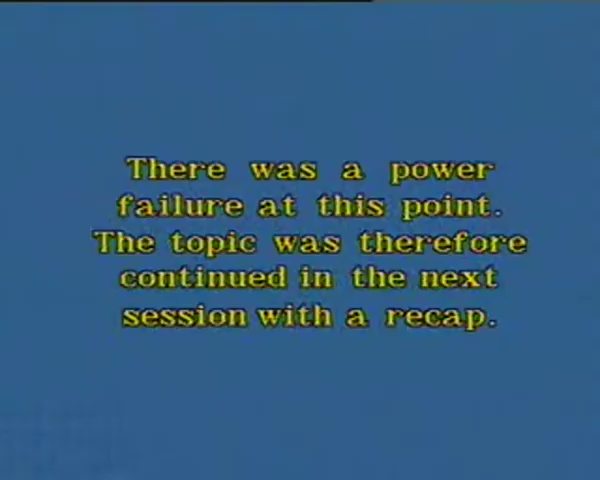 There was a power
failure at this point.
The topic was therefore
continued in the next
session with a recap.